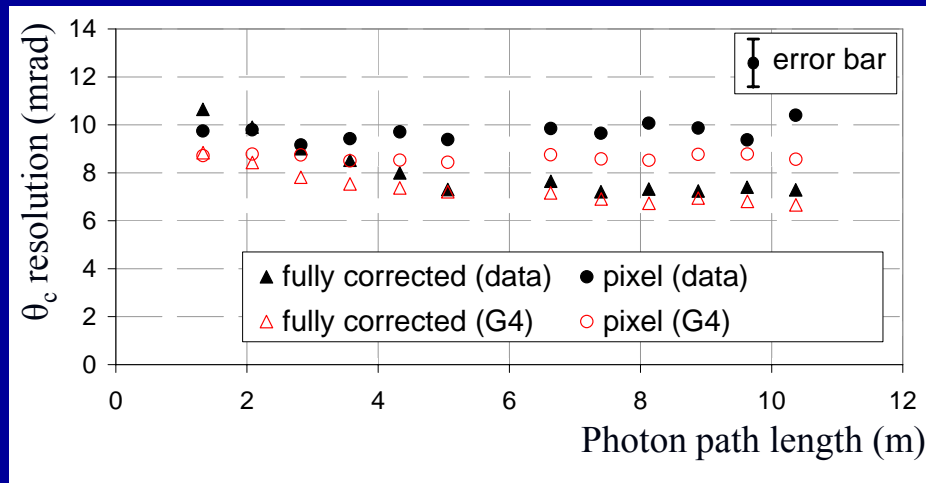 θc resolution (mrad)
14
12
10
8
6
4
2
0
error bar
▲ fully corrected (data) ● pixel (data)
△ fully corrected (G4) ○ pixel (G4)
0 2 4 6 8 10 12
Photon path length (m)